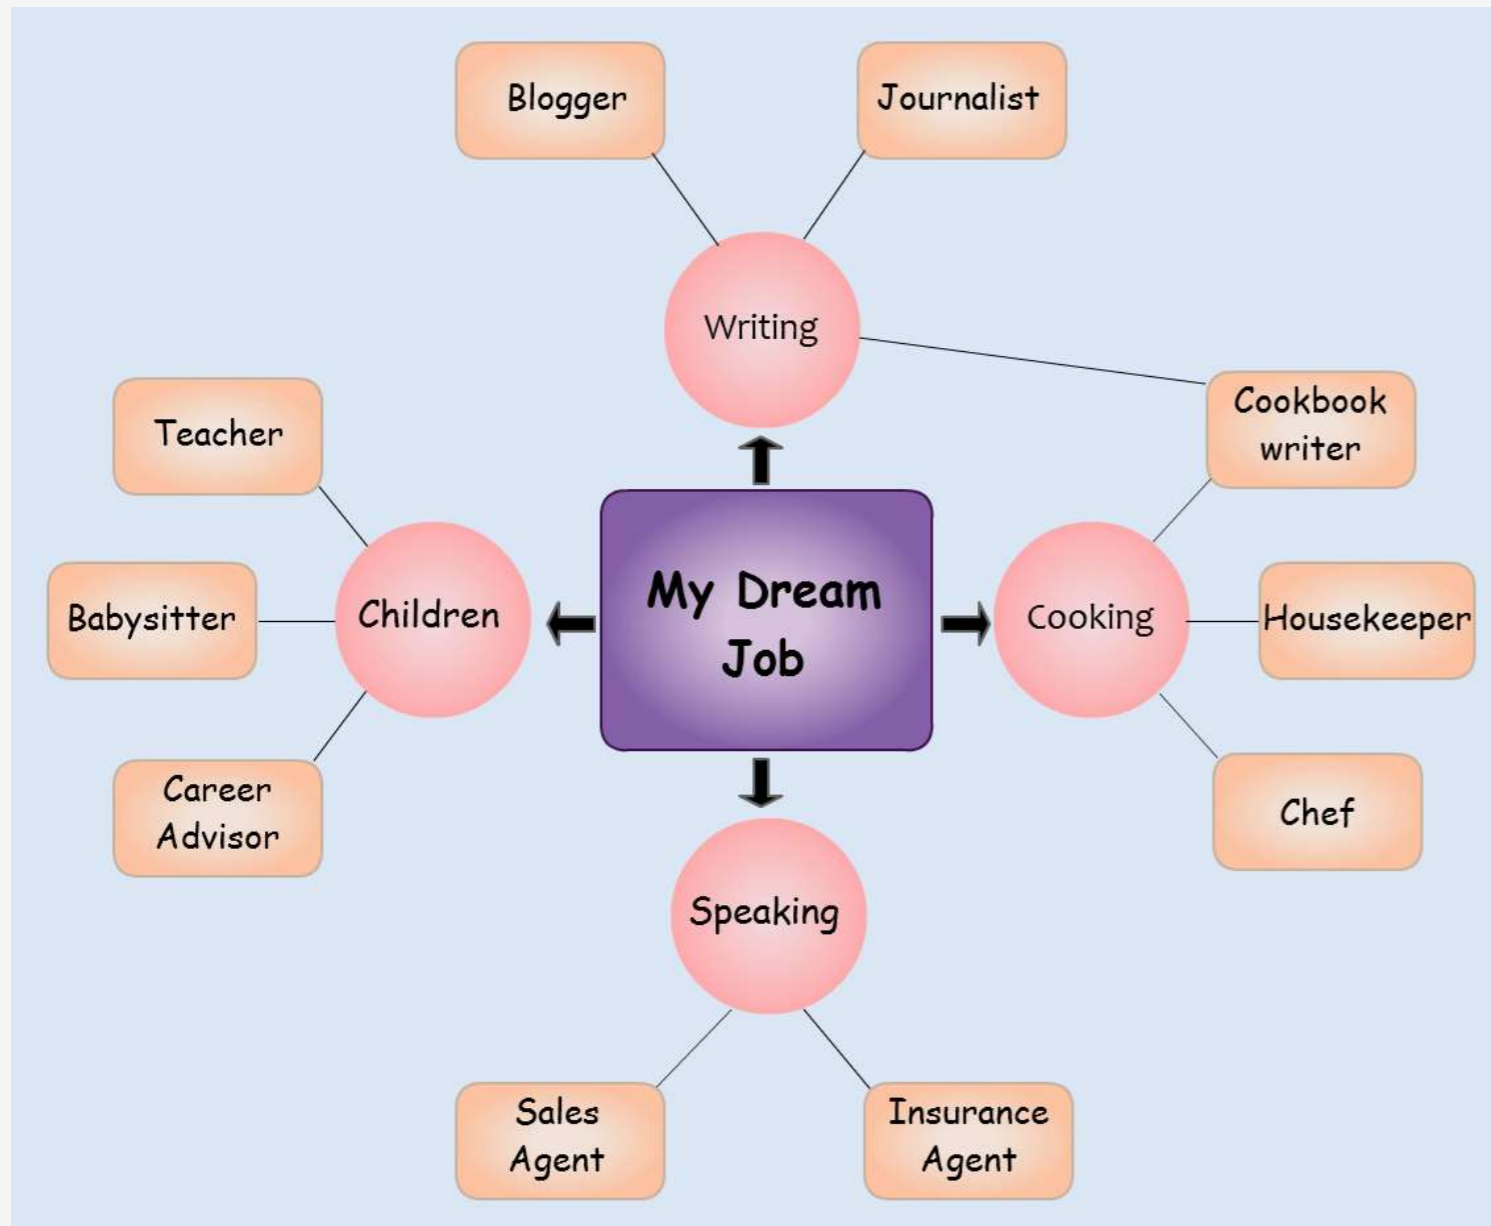 Blogger
Journalist
Writing
Teacher
Cookbook
writer
My Dream
Job
Children
Babysitter
Cooking
Housekeeper
Career
Advisor
Chef
Speaking
Sales
Agent
Insurance
Agent